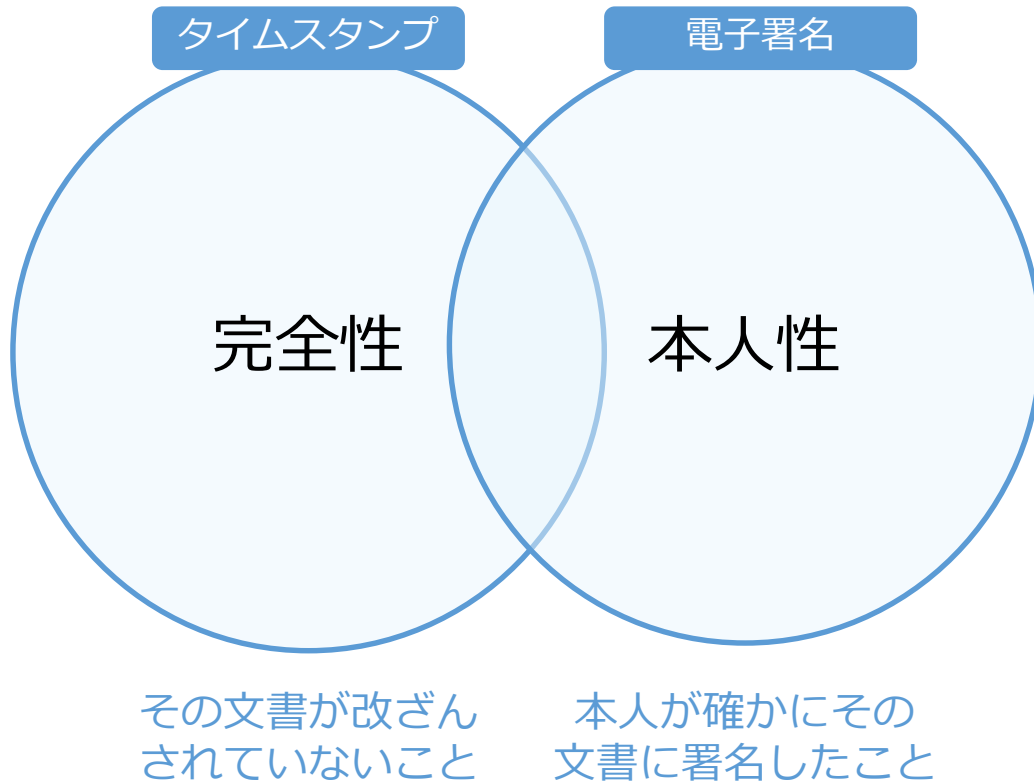 タイムスタンプ
電子署名
完全性
本人性
その文書が改ざん
されていないこと
本人が確かにその
文書に署名したこと